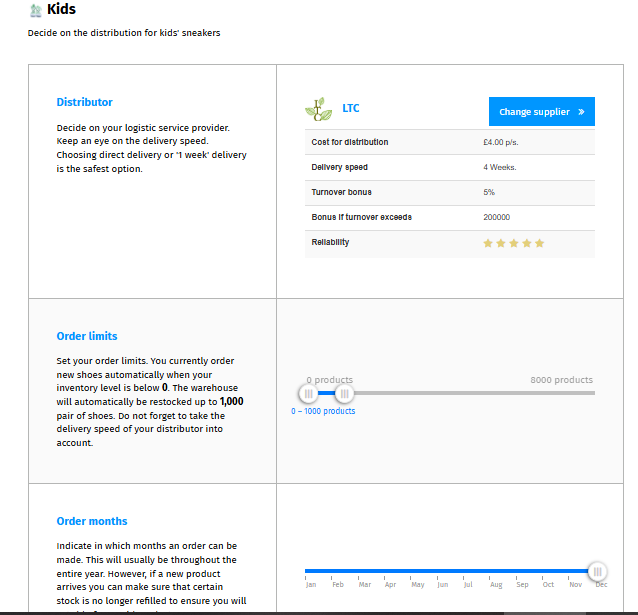 Kids
Decide on the distribution for kids' sneakers
Distributor
Decide on your logistic service provider.
Keep an eye on the delivery speed.
Choosing direct delivery or '1 week' delivery
is the safest option.
LTC
Change supplier »
Cost for distribution £4.00 p/s.
Delivery speed 4 Weeks.
Turnover bonus 5%
Bonus if turnover exceeds 200000
Reliability
Order limits
Set your order limits. You currently order
new shoes automatically when your
inventory level is below 0. The warehouse
will automatically be restocked up to 1,000
pair of shoes. Do not forget to take the
delivery speed of your distributor into
account.
0 products 8000 products
0 – 1000 products
Order months
Indicate in which months an order can be
made. This will usually be throughout the
entire year. However, if a new product
arrives you can make sure that certain
stock is no longer refilled to ensure you will
Jan Feb Mar Apr May Jun Jul Aug Sep Oct Nov Dec